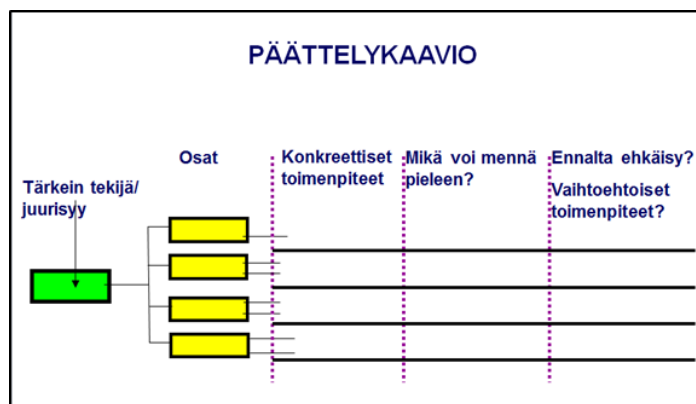 PÄÄTTELYKAAVIO
Tärkein tekijä/
juurisyy
Osat
Konkreettiset
toimenpiteet
Mikä voi mennä
pieleen?
Ennalta ehkäisy?
Vaihtoehtoiset
toimenpiteet?